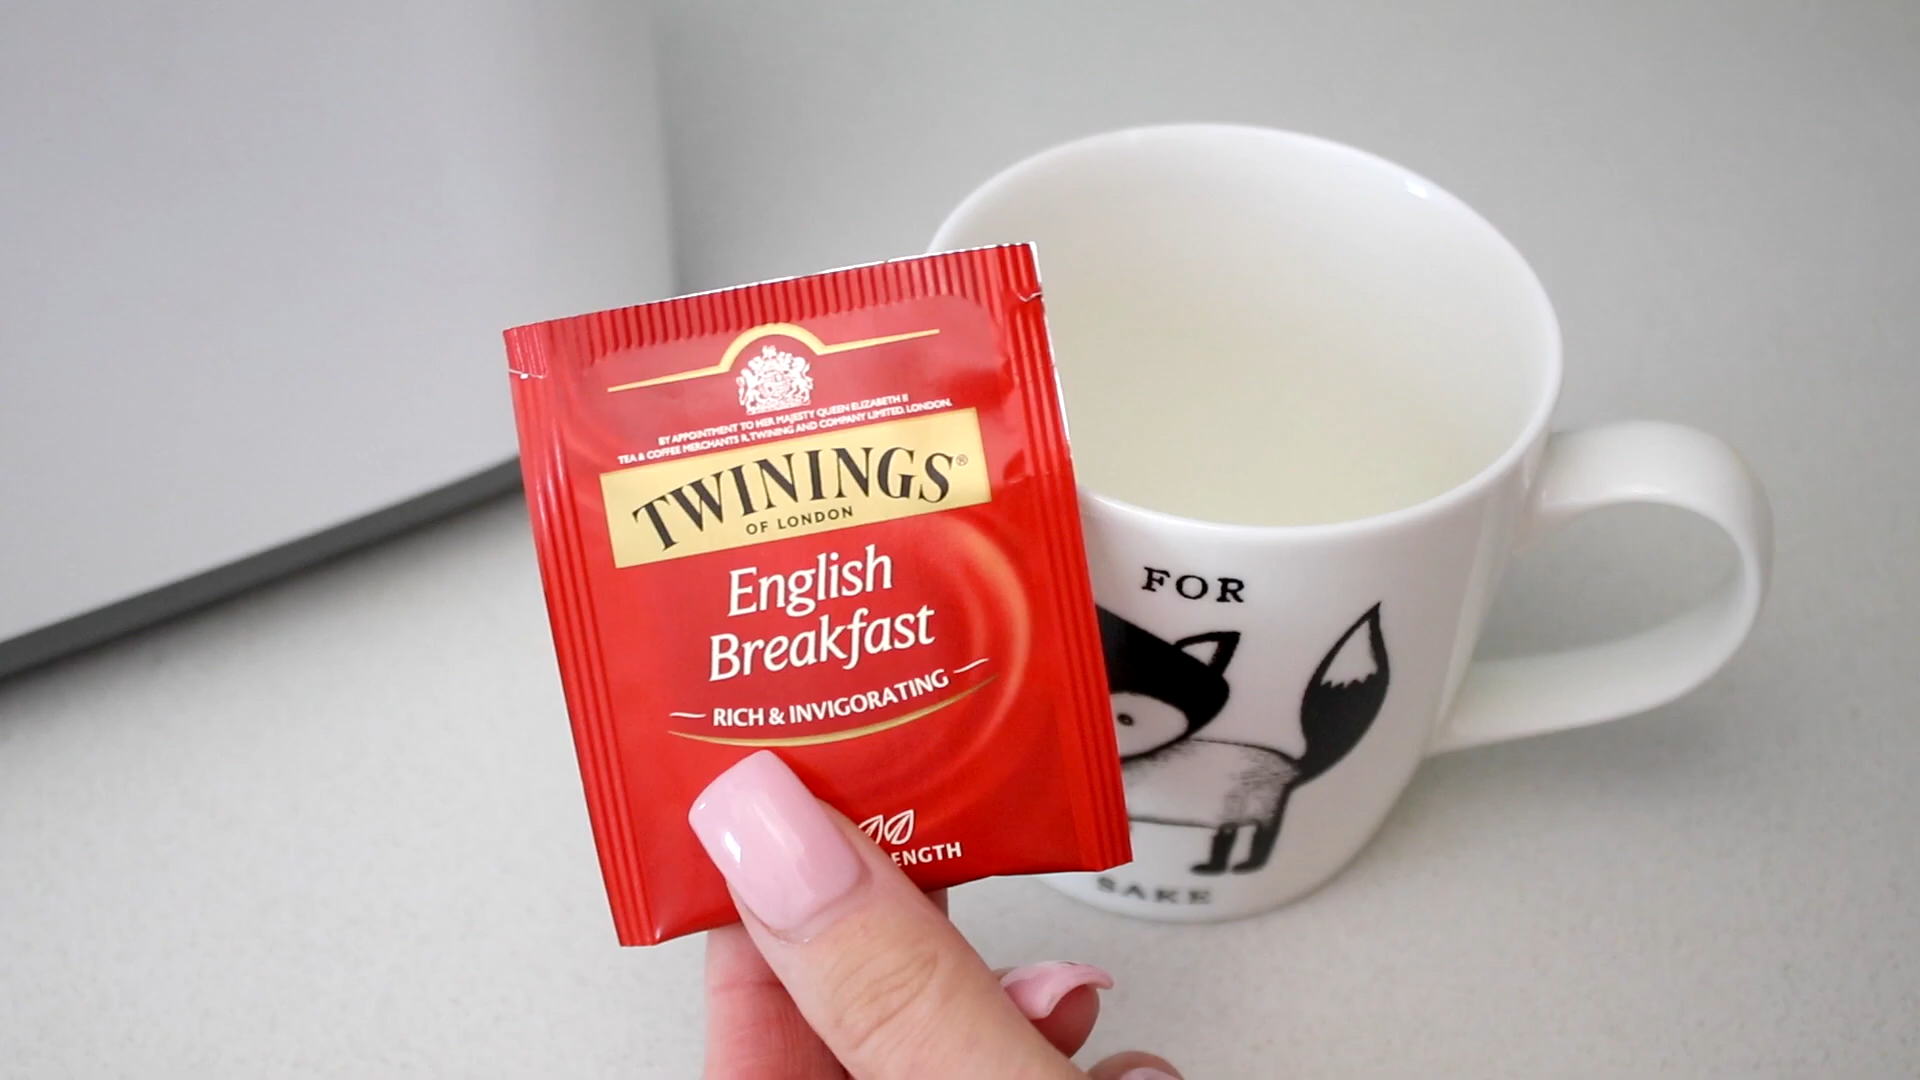 BY APPOINTMENT TO HER MAJESTY QUEEN ELIZABETH II
TEA & COFFEE MERCHANTS R. TWINING AND COMPANY LIMITED, LONDON.
TWININGS®
OF LONDON
English
Breakfast
RICH & INVIGORATING
ENGTH
FOR
SAKE